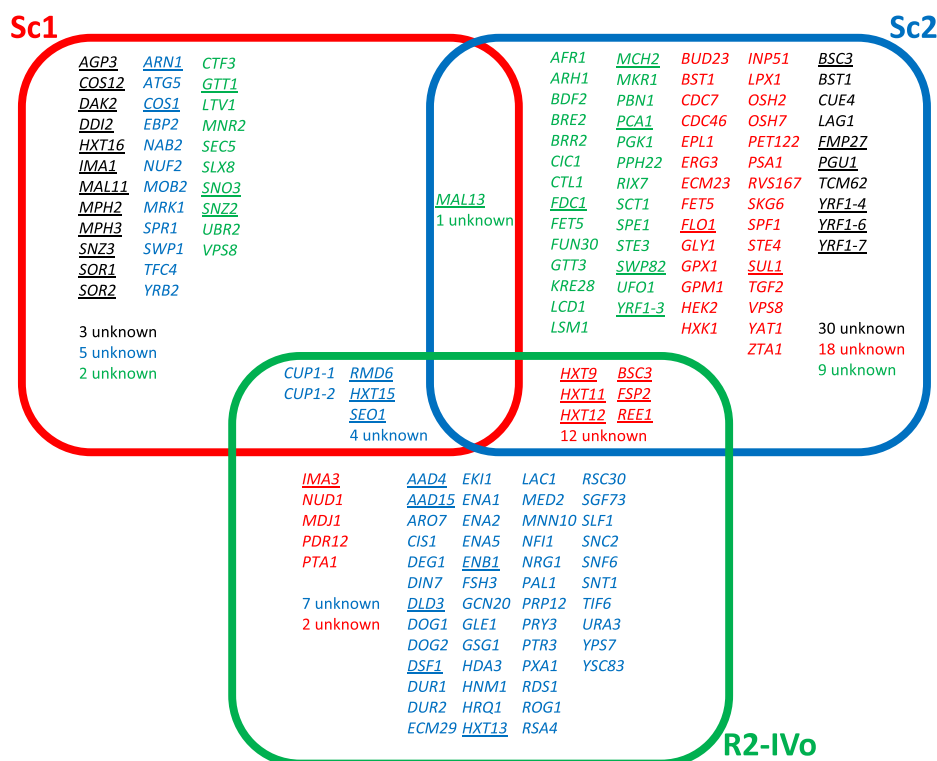 Sc1 Sc2
AGP3 ARN1 CTF3
COS12 ATG5 GTT1
DAK2 COS1 LTV1
DDI2 EBP2 MNR2
HXT16 NAB2 SEC5
IMA1 NUF2 SLX8
MAL11 MOB2 SNO3
MPH2 MRK1 SNZ2
MPH3 SPR1 UBR2
SNZ3 SWP1 VPS8
SOR1 TFC4
SOR2 YRB2
3 unknown
5 unknown
2 unknown
MAL13
1 unknown
AFR1 MCH2 BUD23 INP51 BSC3
ARH1 MKR1 BST1 LPX1 BST1
BDF2 PBN1 CDC7 OSH2 CUE4
BRE2 PCA1 CDC46 OSH7 LAG1
BRR2 PGK1 EPL1 PET122 FMP27
CIC1 PPH22 ERG3 PSA1 PGU1
CTL1 RIX7 ECM23 RVS167 TCM62
FDC1 SCT1 FET5 SKG6 YRF1-4
FET5 SPE1 FLO1 SPF1 YRF1-6
FUN30 STE3 GLY1 STE4 YRF1-7
GTT3 SWP82 GPX1 SUL1
KRE28 UFO1 GPM1 TGF2
LCD1 YRF1-3 HEK2 VPS8
LSM1 HXK1 YAT1 30 unknown
ZTA1 18 unknown
9 unknown
CUP1-1 RMD6
CUP1-2 HXT15
SEO1
4 unknown
HXT9 BSC3
HXT11 FSP2
HXT12 REE1
12 unknown
IMA3 AAD4 EKI1 LAC1 RSC30
NUD1 AAD15 ENA1 MED2 SGF73
MDJ1 ARO7 ENA2 MNN10 SLF1
PDR12 CIS1 ENA5 NFI1 SNC2
PTA1 DEG1 ENB1 NRG1 SNF6
DIN7 FSH3 PAL1 SNT1
7 unknown DLD3 GCN20 PRP12 TIF6
2 unknown DOG1 GLE1 PRY3 URA3
DOG2 GSG1 PTR3 YPS7
DSF1 HDA3 PXA1 YSC83
DUR1 HNM1 RDS1
DUR2 HRQ1 ROG1
ECM29 HXT13 RSA4
R2-IVo